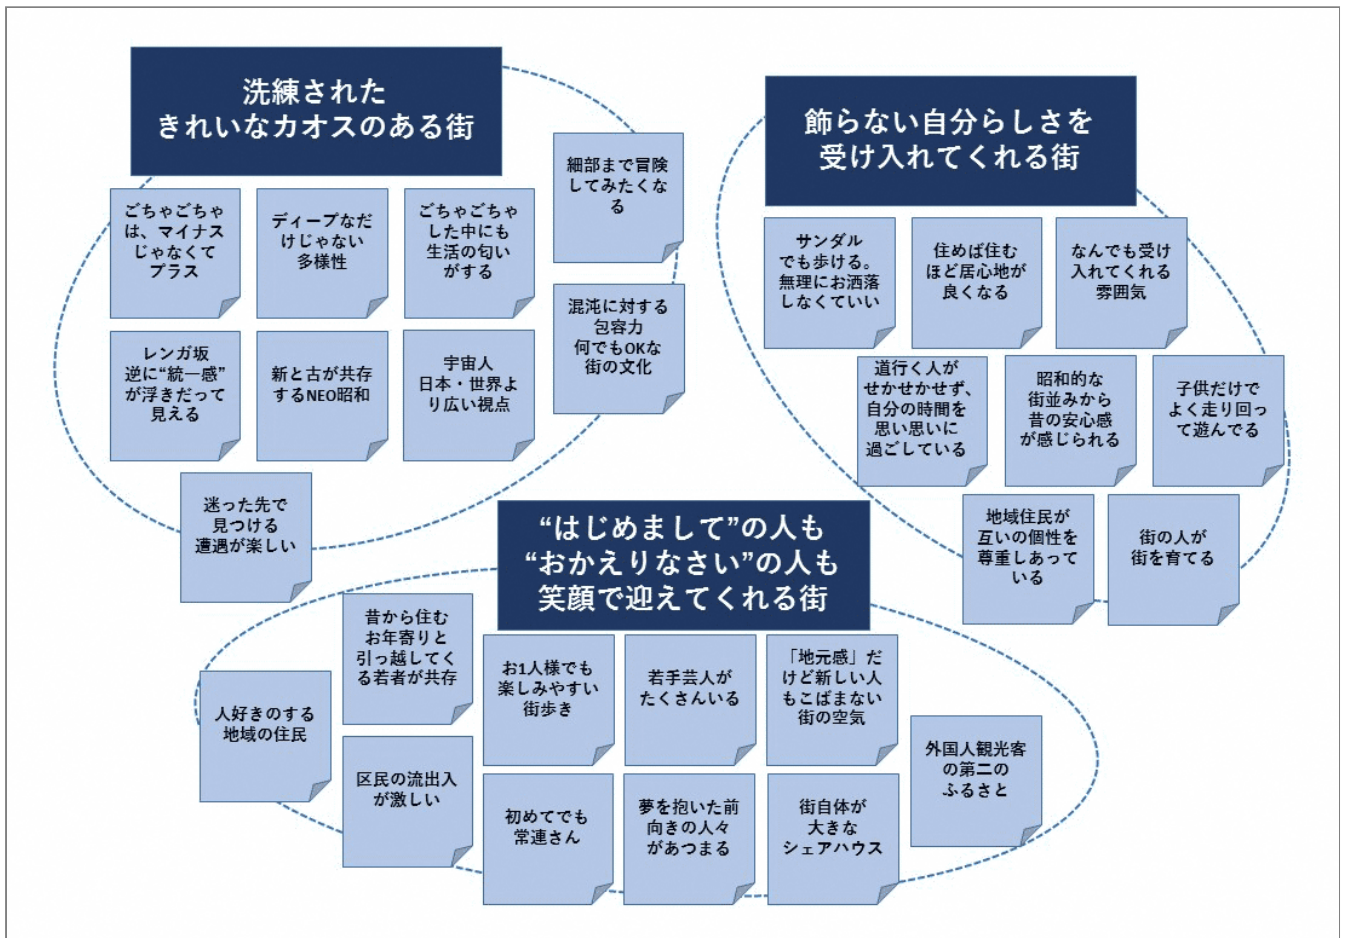 洗練された
きれいなカオスのある街
細部まで冒険
してみたくな
る
ごちゃごちゃ
は、マイナス
じゃなくて
プラス
ディープなだ
けじゃない
多様性
ごちゃごちゃ
した中にも
生活の匂い
がする
混沌に対する
包容力
何でもOKな
街の文化
レンガ坂
逆に“統一感”
が浮きだって
見える
新と古が共存
するNEO昭和
宇宙人
日本・世界よ
り広い視点
迷った先で
見つける
遭遇が楽しい
飾らない自分らしさを
受け入れてくれる街
サンダル
でも歩ける。
無理にお洒落
しなくていい
住めば住む
ほど居心地が
良くなる
なんでも受け
入れてくれる
雰囲気
道行く人が
せかせかせず、
自分の時間を
思い思いに
過ごしている
昭和的な
街並みから
昔の安心感
が感じられる
子供だけで
よく走り回っ
て遊んでる
地域住民が
互いの個性を
尊重しあって
いる
街の人が
街を育てる
“はじめまして”の人も
“おかえりなさい”の人も
笑顔で迎えてくれる街
昔から住む
お年寄りと
引っ越してく
る若者が共存
お1人様でも
楽しみやすい
街歩き
若手芸人が
たくさんいる
「地元感」だ
けど新しい人
もこばまない
街の空気
人好きのする
地域の住民
外国人観光客
の第二の
ふるさと
区民の流出入
が激しい
初めてでも
常連さん
夢を抱いた前
向きの人々
があつまる
街自体が
大きな
シェアハウス